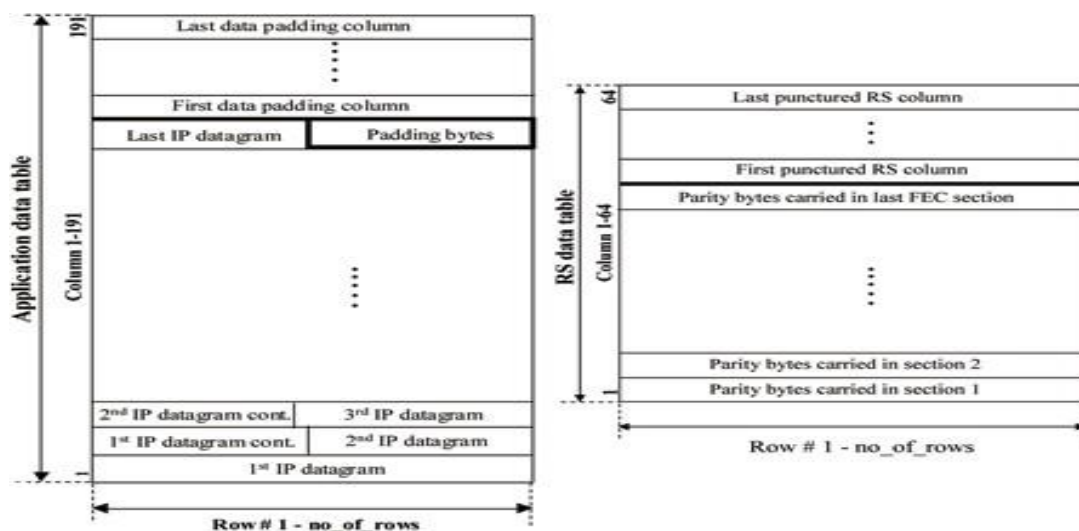 Application data table
Column 1-191
191
1
Last data padding column
First data padding column
Last IP datagram
Padding bytes
2nd IP datagram cont.
3rd IP datagram
1st IP datagram cont.
2nd IP datagram
1st IP datagram
Row # 1 - no_of_rows
RS data table
Column 1-64
64
1
Last punctured RS column
First punctured RS column
Parity bytes carried in last FEC section
Parity bytes carried in section 2
Parity bytes carried in section 1
Row # 1 - no_of_rows